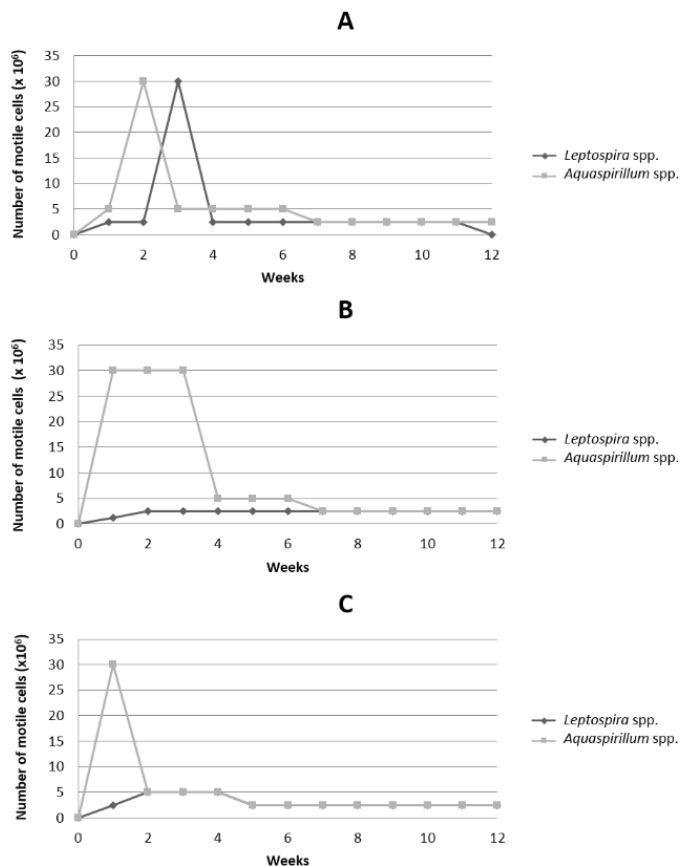 A
Number of motile cells (x 10⁶)
35
30
25
20
15
10
5
0
0 2 4 6 8 10 12
Weeks
Leptospira spp.
Aquaspirillum spp.
B
Number of motile cells (x 10⁶)
35
30
25
20
15
10
5
0
0 2 4 6 8 10 12
Weeks
Leptospira spp.
Aquaspirillum spp.
C
Number of motile cells (x10⁶)
35
30
25
20
15
10
5
0
0 2 4 6 8 10 12
Weeks
Leptospira spp.
Aquaspirillum spp.